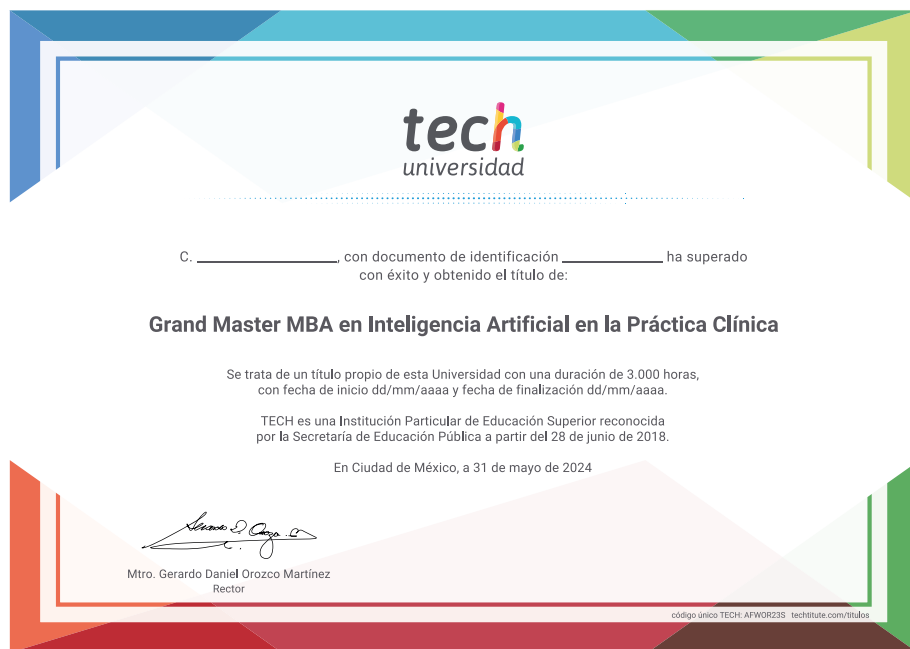 tech
universidad
C. ____________________, con documento de identificación ______________ ha superado
con éxito y obtenido el título de:
Grand Master MBA en Inteligencia Artificial en la Práctica Clínica
Se trata de un título propio de esta Universidad con una duración de 3.000 horas,
con fecha de inicio dd/mm/aaaa y fecha de finalización dd/mm/aaaa.
TECH es una Institución Particular de Educación Superior reconocida
por la Secretaría de Educación Pública a partir del 28 de junio de 2018.
En Ciudad de México, a 31 de mayo de 2024
Mtro. Gerardo Daniel Orozco Martínez
Rector
código único TECH: AFWOR23S techtitute.com/titulos